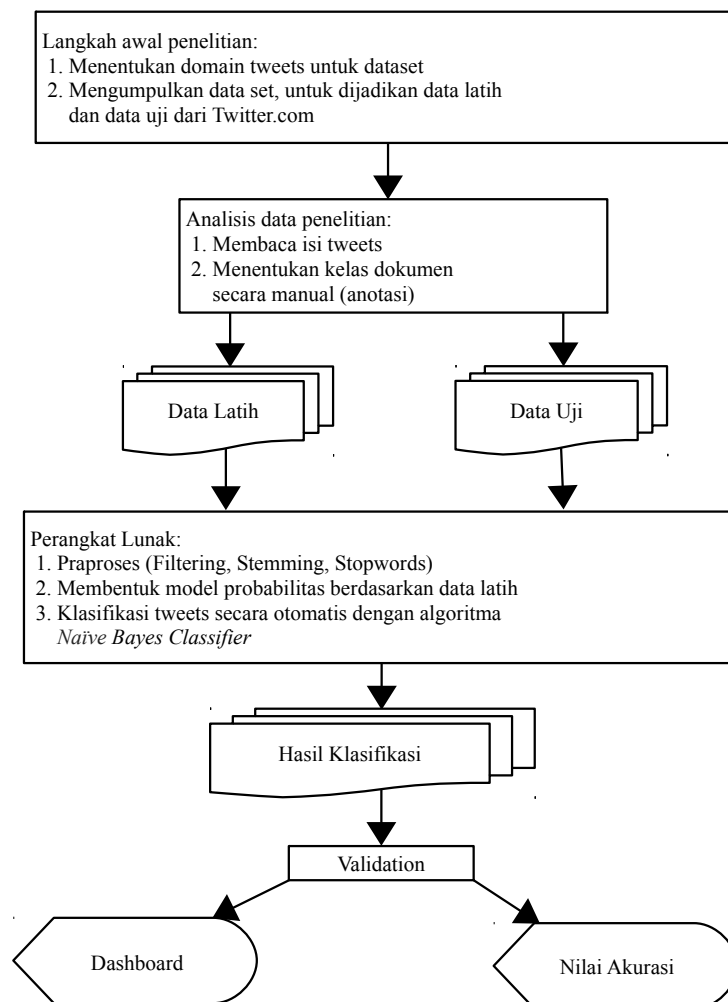 Langkah awal penelitian:
1. Menentukan domain tweets untuk dataset
2. Mengumpulkan data set, untuk dijadikan data latih
dan data uji dari Twitter.com
Analisis data penelitian:
1. Membaca isi tweets
2. Menentukan kelas dokumen
secara manual (anotasi)
Data Latih
Data Uji
Perangkat Lunak:
1. Praproses (Filtering, Stemming, Stopwords)
2. Membentuk model probabilitas berdasarkan data latih
3. Klasifikasi tweets secara otomatis dengan algoritma
Naïve Bayes Classifier
Hasil Klasifikasi
Validation
Dashboard
Nilai Akurasi